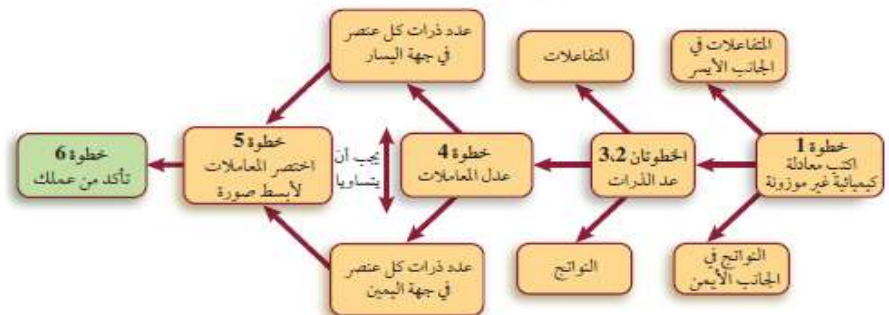 المتفاعلات في
الجانب الأيسر
خطوة 1
اكتب معادلة
كيميائية غير موزونة
النواتج في
الجانب الأيمن
المتفاعلات
الخطوتان 3،2
عد الذرات
النواتج
عدد ذرات كل عنصر
في جهة اليسار
خطوة 4
عدل المعاملات
عدد ذرات كل عنصر
في جهة اليمين
يجب أن
يتساويا
خطوة 5
اختصر المعاملات
لأبسط صورة
خطوة 6
تأكد من عملك